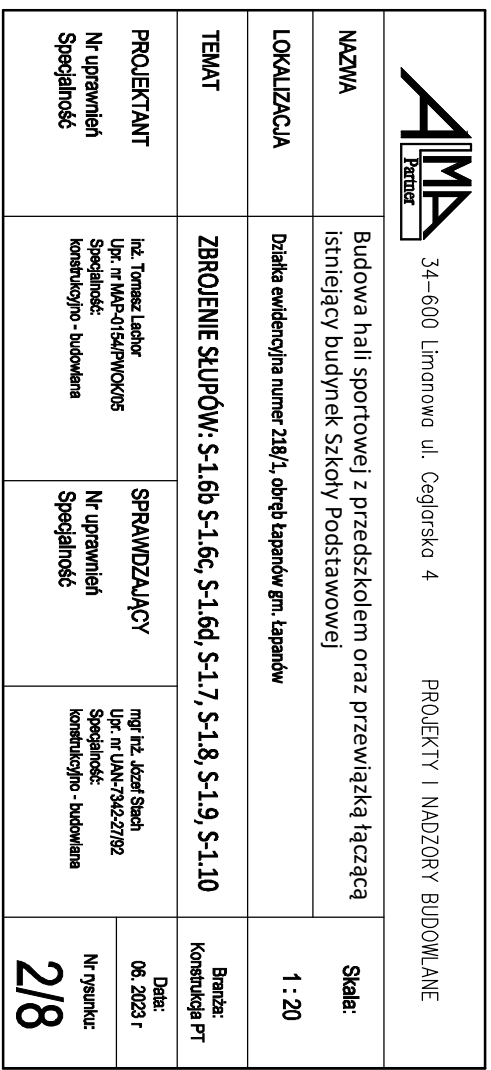 ALMA
Partner
34-600 Limanowa ul. Ceglarska 4
PROJEKTY I NADZORY BUDOWLANE
NAZWA
Budowa hali sportowej z przedszkolem oraz przewiązką łączącą
istniejący budynek Szkoły Podstawowej
Skala:
LOKALIZACJA
Działka ewidencyjna numer 218/1, obręb Łapanów gm. Łapanów
1 : 20
TEMAT
ZBROJENIE SŁUPÓW: S-1.6b S-1.6c, S-1.6d, S-1.7, S-1.8, S-1.9, S-1.10
Branża:
Konstrukcja PT
PROJEKTANT
Nr uprawnień
Specjalność
inż. Tomasz Lachor
Upr. nr MAP-0154/PWOK/05
Specjalność:
konstrukcyjno - budowlana
SPRAWDZAJĄCY
Nr uprawnień
Specjalność
mgr inż. Józef Stach
Upr. nr UAN-7342-27/92
Specjalność:
konstrukcyjno - budowlana
Data:
06. 2023 r
Nr rysunku:
2/8